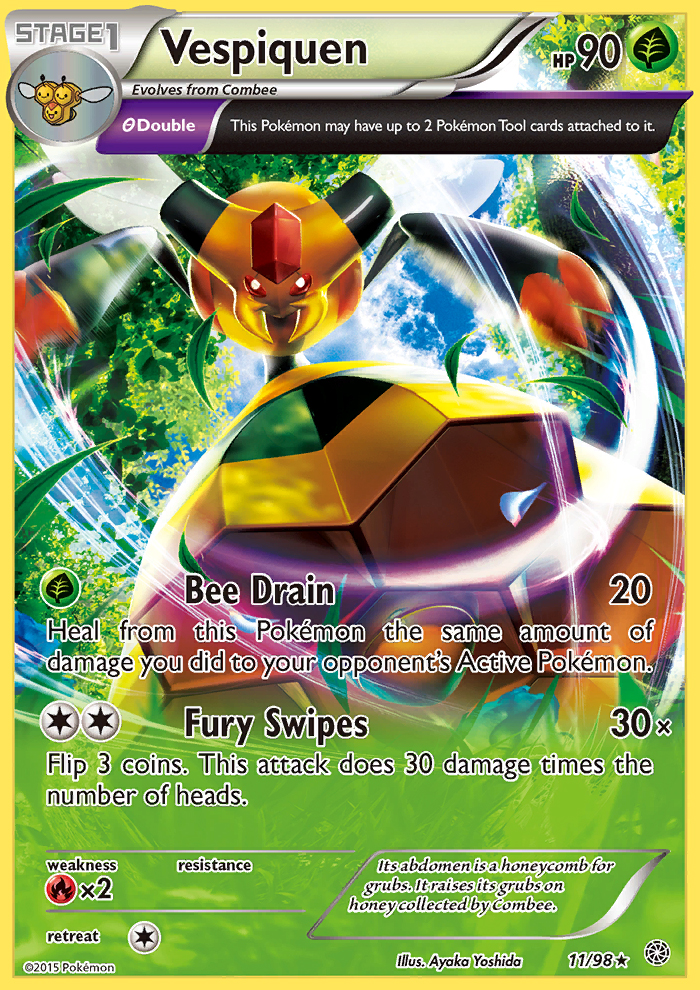 STAGE1
Vespiquen
HP90
Evolves from Combee
θDouble
This Pokémon may have up to 2 Pokémon Tool cards attached to it.
Bee Drain 20
Heal from this Pokémon the same amount of
damage you did to your opponent's Active Pokémon.
Fury Swipes 30×
Flip 3 coins. This attack does 30 damage times the
number of heads.
weakness resistance
×2
retreat
Its abdomen is a honeycomb for
grubs. It raises its grubs on
honey collected by Combee.
©2015 Pokémon
Illus. Ayaka Yoshida
11/98★